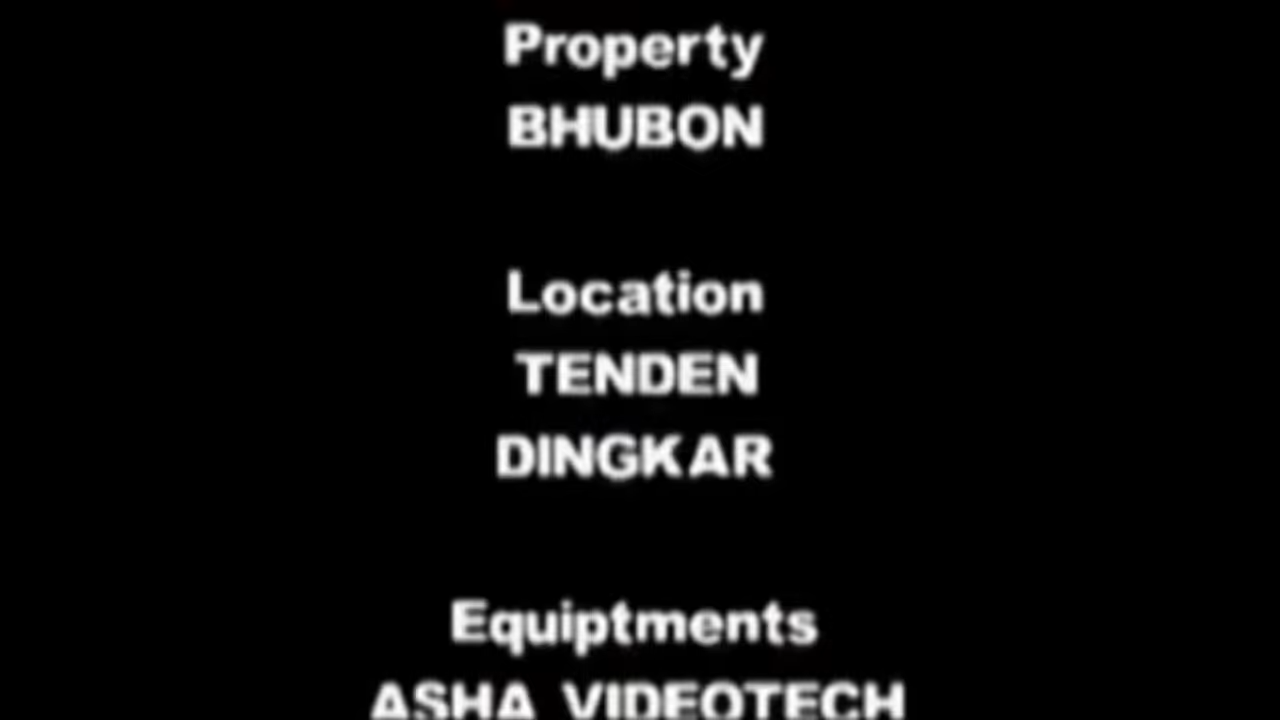 Property
BHUBON
Location
TENDEN
DINGKAR
Equiptments
ASHA VIDEOTECH